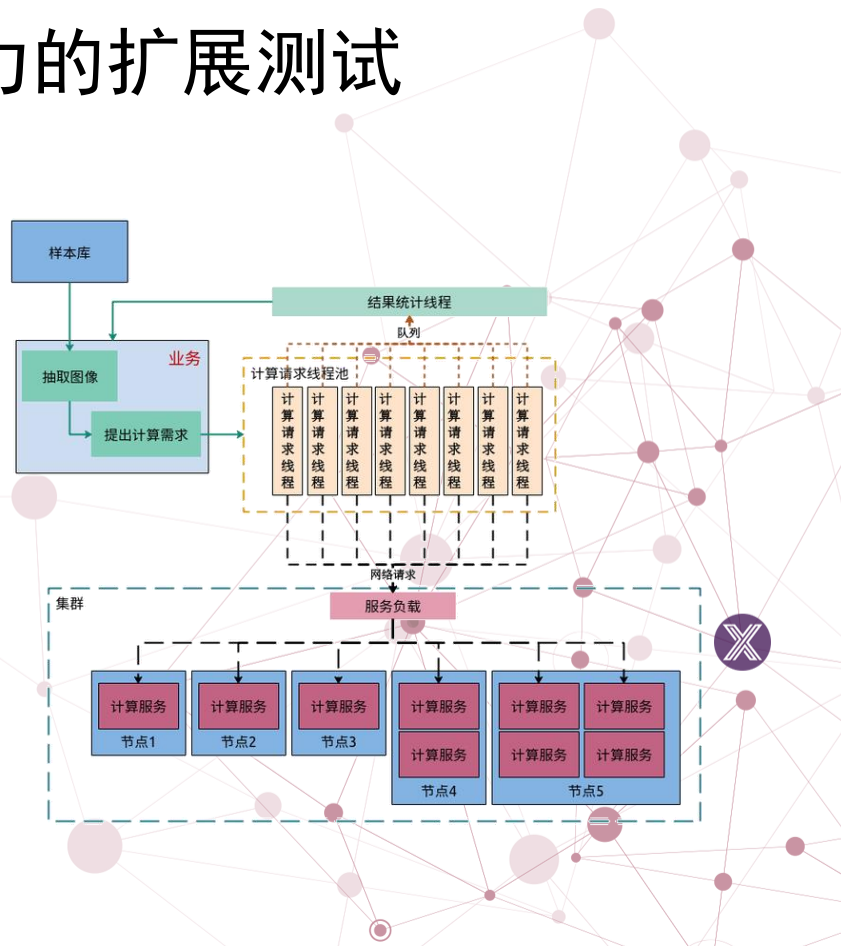 力的扩展测试
样本库
结果统计线程
队列
业务
计算请求线程池
抽取图像
提出计算需求
计算请求线程
计算请求线程
计算请求线程
计算请求线程
计算请求线程
计算请求线程
计算请求线程
计算请求线程
网络请求
集群
服务负载
计算服务
节点1
计算服务
节点2
计算服务
节点3
计算服务
计算服务
节点4
计算服务
计算服务
计算服务
计算服务
节点5